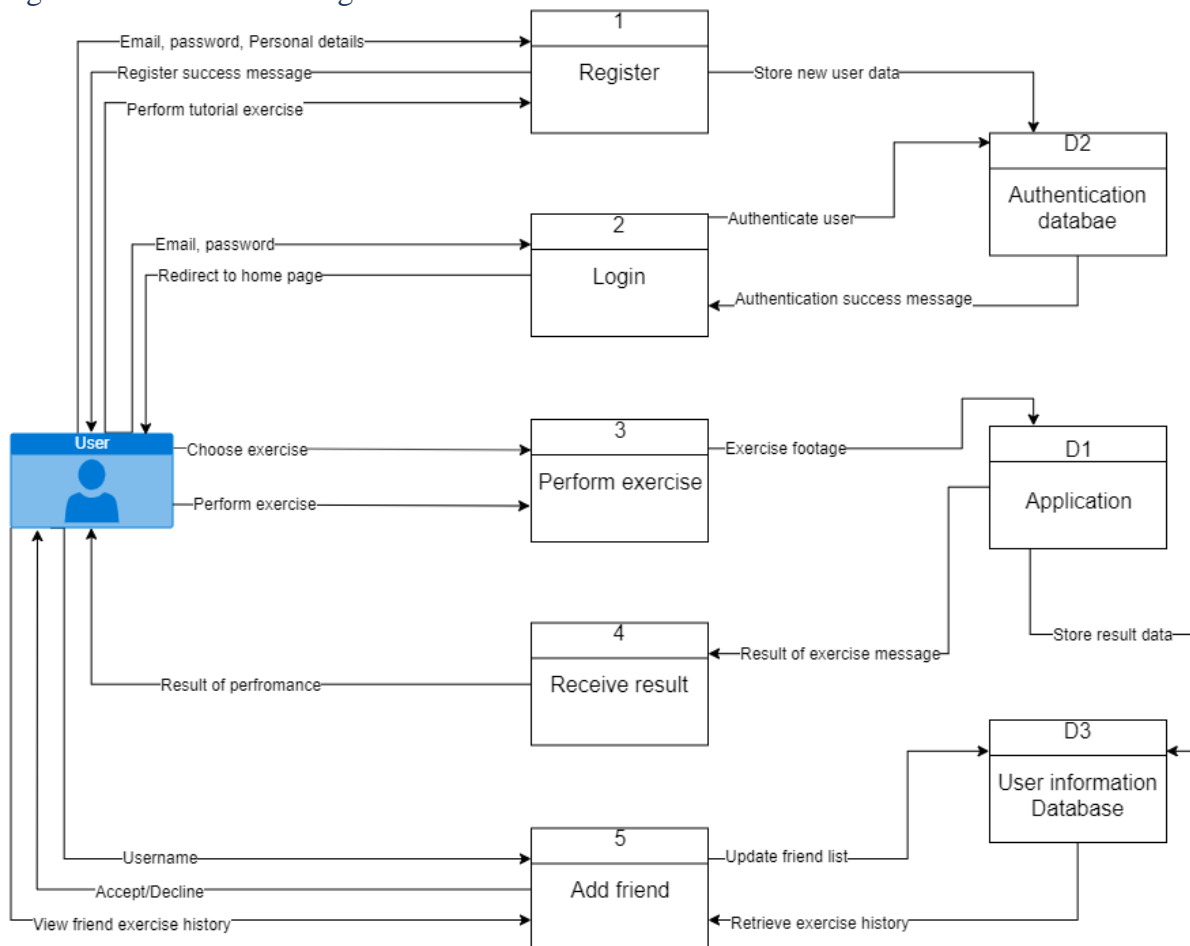 1
Email, password, Personal details
Register success message
Register
Store new user data
Perform tutorial exercise
D2
Authentication
databae
2
Authenticate user
Email, password
Redirect to home page
Login
Authentication success message
3
User
Choose exercise
Exercise footage
D1
Perform exercise
Application
Perform exercise
4
Store result data
Result of exercise message
Result of perfromance
Receive result
D3
User information
Database
5
Username
Update friend list
Accept/Decline
Add friend
View friend exercise history
Retrieve exercise history